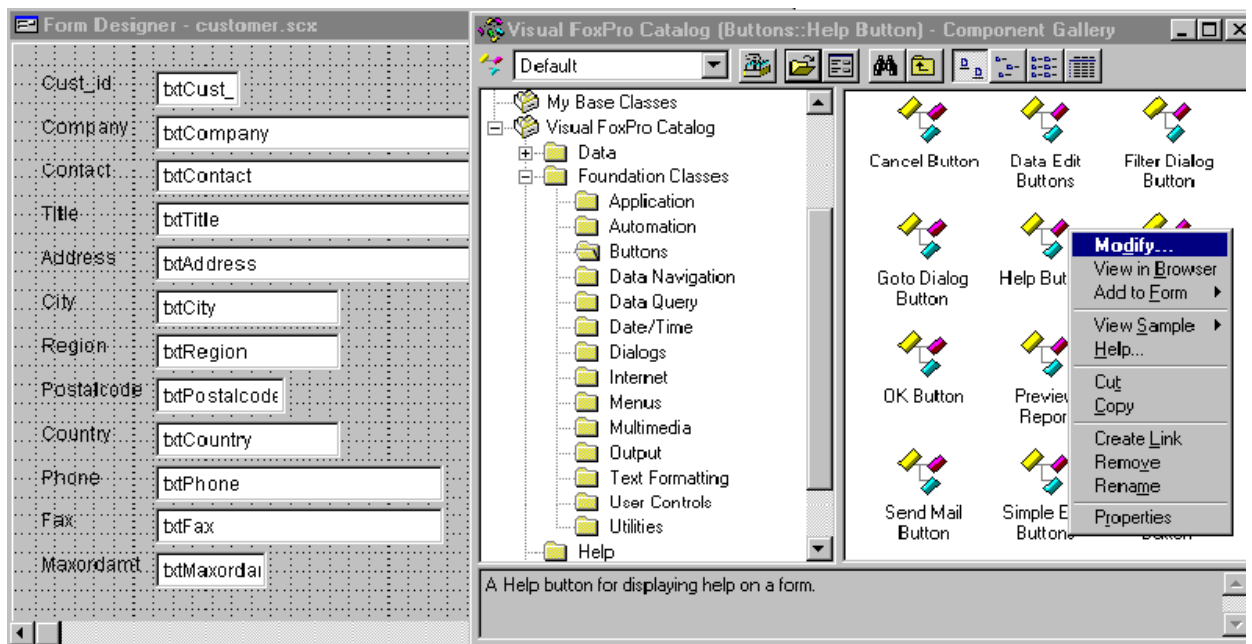 Form Designer - customer.scx
Cust_id
txtCust_
Company
txtCompany
Contact
txtContact
Title
txtTitle
Address
txtAddress
City
txtCity
Region
txtRegion
Postalcode
txtPostalcode
Country
txtCountry
Phone
txtPhone
Fax
txtFax
Maxordamt
txtMaxordar
Visual FoxPro Catalog (Buttons::Help Button) - Component Gallery
Default
My Base Classes
Visual FoxPro Catalog
Data
Foundation Classes
Application
Automation
Buttons
Data Navigation
Data Query
Date/Time
Dialogs
Internet
Menus
Multimedia
Output
Text Formatting
User Controls
Utilities
Help
Cancel Button
Data Edit
Buttons
Filter Dialog
Button
Goto Dialog
Button
Help But
OK Button
Preview
Repor
Send Mail
Button
Simple E
Buttons
Button
Modify...
View in Browser
Add to Form
View Sample
Help...
Cut
Copy
Create Link
Remove
Rename
Properties
A Help button for displaying help on a form.